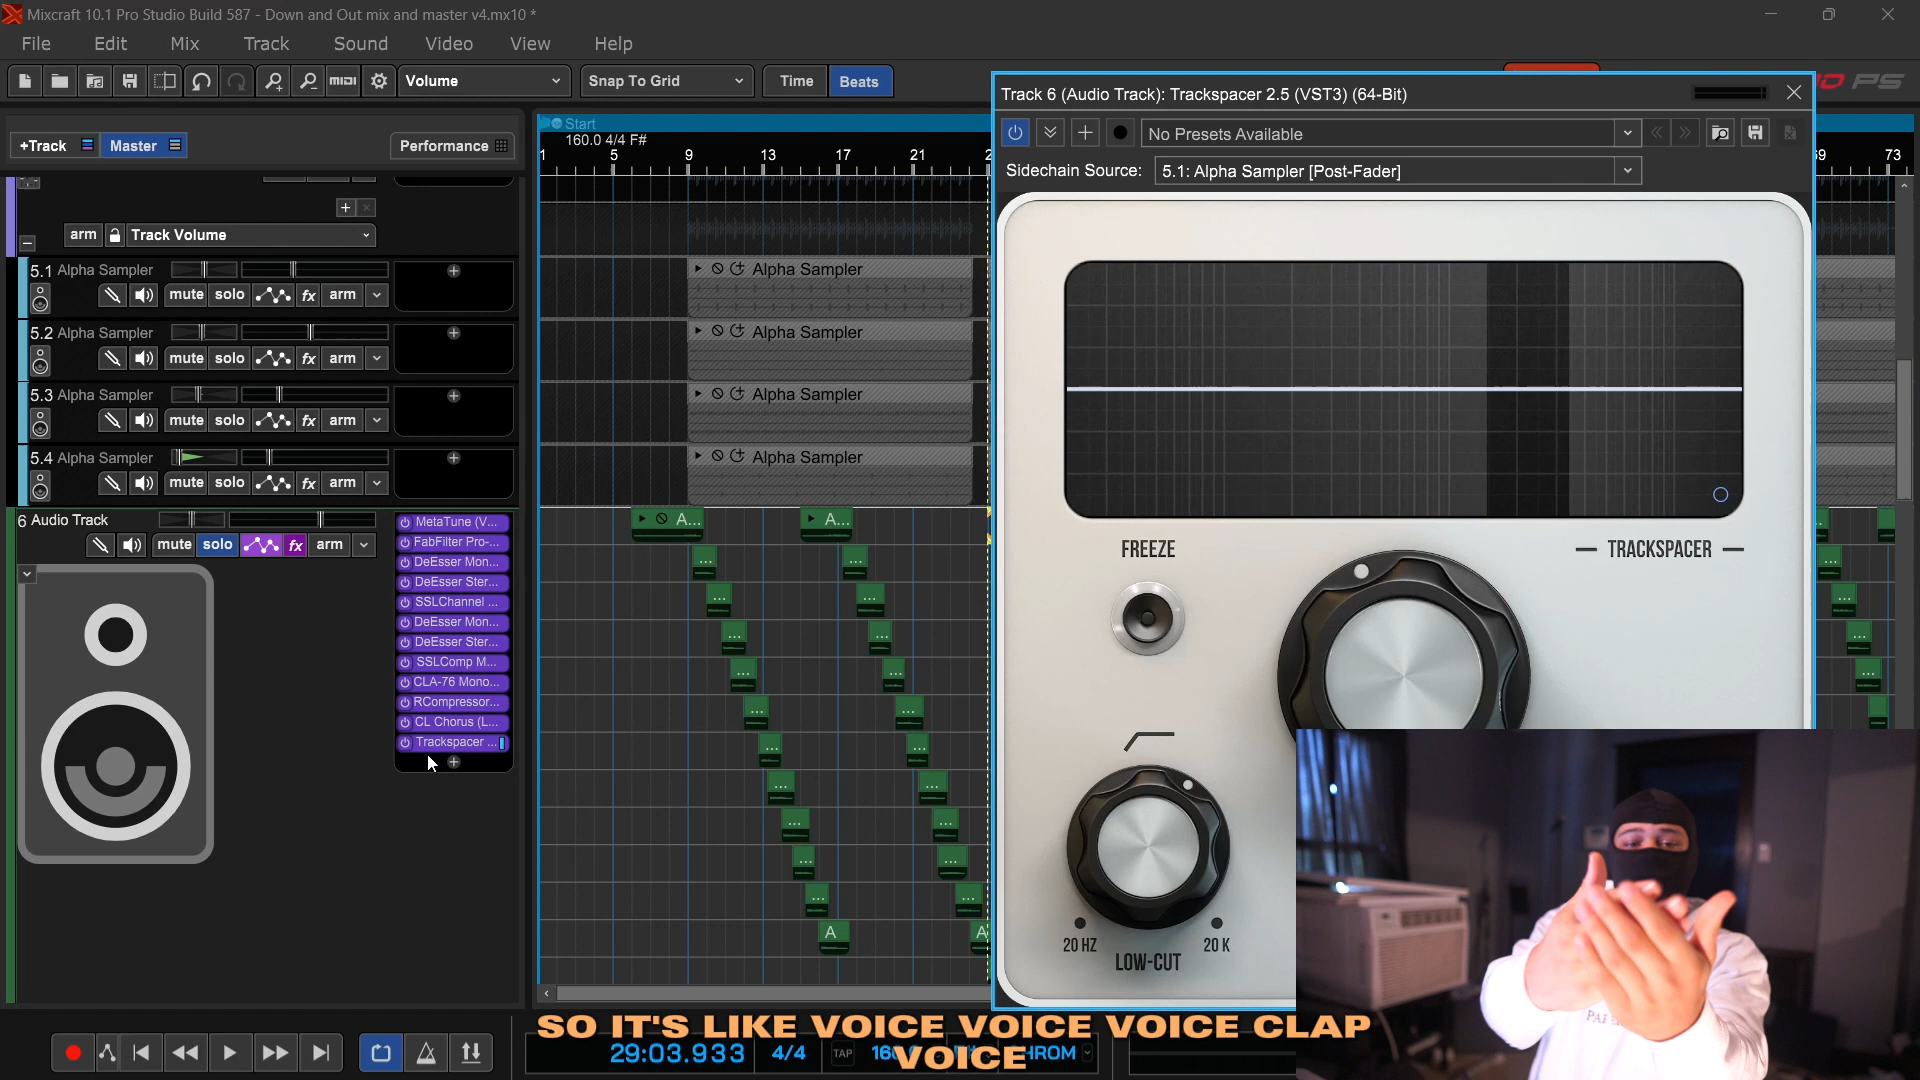 Mixcraft 10.1 Pro Studio Build 587 - Down and Out mix and master v4.mx10 *
File Edit Mix Track Sound Video View Help
MIDI Volume Snap To Grid Time Beats
Track 6 (Audio Track): Trackspacer 2.5 (VST3) (64-Bit)
No Presets Available
Sidechain Source: 5.1: Alpha Sampler [Post-Fader]
+Track Master Performance
Start
160.0 4/4 F#
1 5 9 13 17 21 2 69 73
arm Track Volume
5.1 Alpha Sampler
mute solo fx arm
Alpha Sampler
5.2 Alpha Sampler
mute solo fx arm
Alpha Sampler
5.3 Alpha Sampler
mute solo fx arm
Alpha Sampler
5.4 Alpha Sampler
mute solo fx arm
Alpha Sampler
6 Audio Track
mute solo fx arm
MetaTune (V...
FabFilter Pro-...
DeEsser Mon...
DeEsser Ster...
SSLChannel ...
DeEsser Mon...
DeEsser Ster...
SSLComp M...
CLA-76 Mono...
RCompressor...
CL Chorus (L...
Trackspacer ...
A... A...
A A
FREEZE
TRACKSPACER
20 HZ 20 K
LOW-CUT
SO IT'S LIKE VOICE VOICE VOICE CLAP
VOICE
29:03.933 4/4 TAP